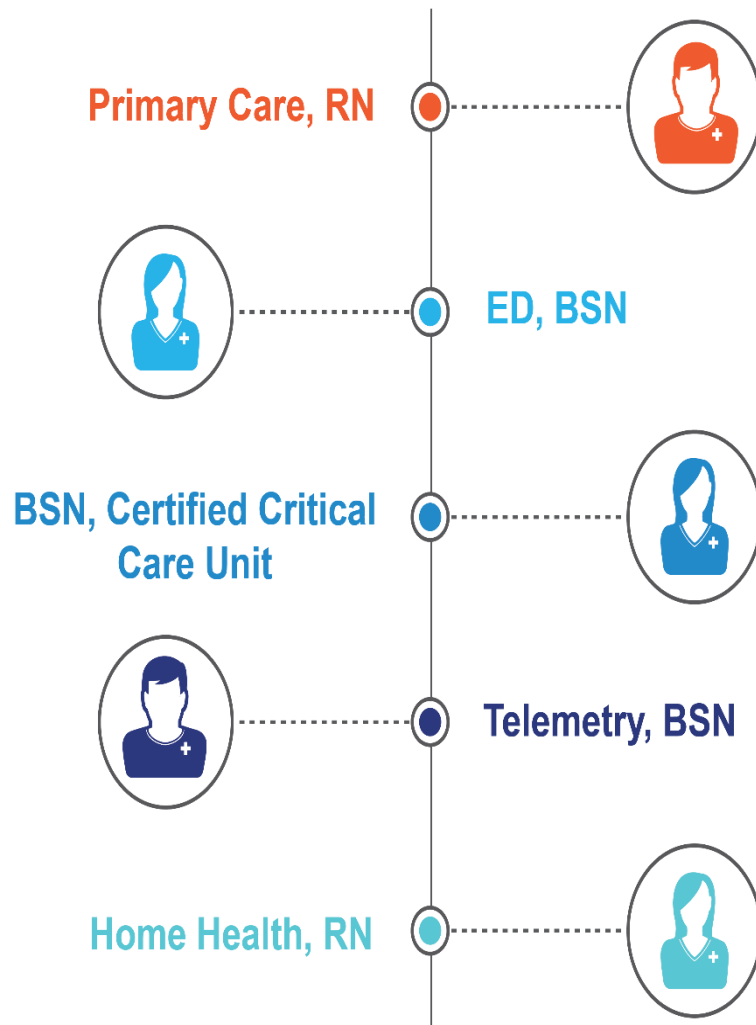 Primary Care, RN
ED, BSN
BSN, Certified Critical
Care Unit
Telemetry, BSN
Home Health, RN